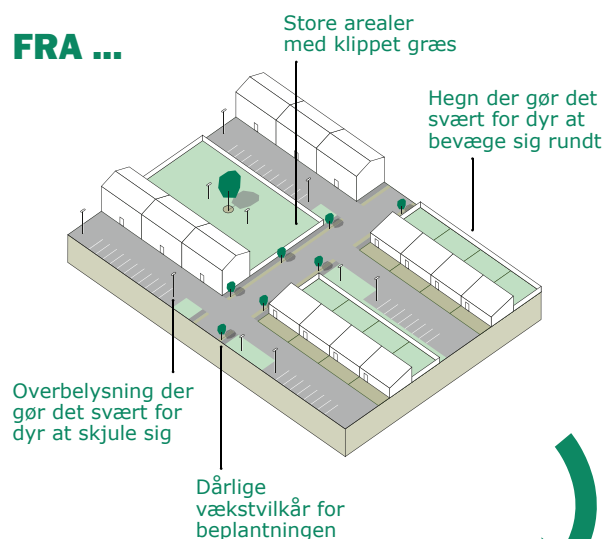 FRA ...
Store arealer
med klippet græs
Hegn der gør det
svært for dyr at
bevæge sig rundt
Overbelysning der
gør det svært for
dyr at skjule sig
Dårlige
vækstvilkår for
beplantningen